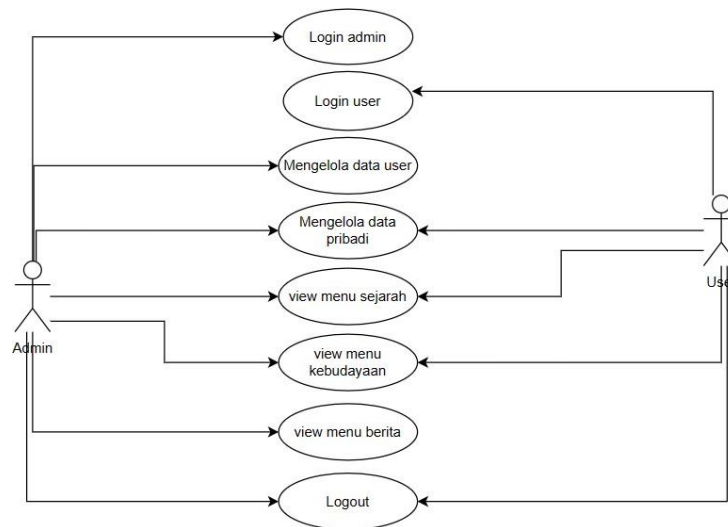 Login admin
Login user
Mengelola data user
Mengelola data
pribadi
view menu sejarah
Use
Admin
view menu
kebudayaan
view menu berita
Logout